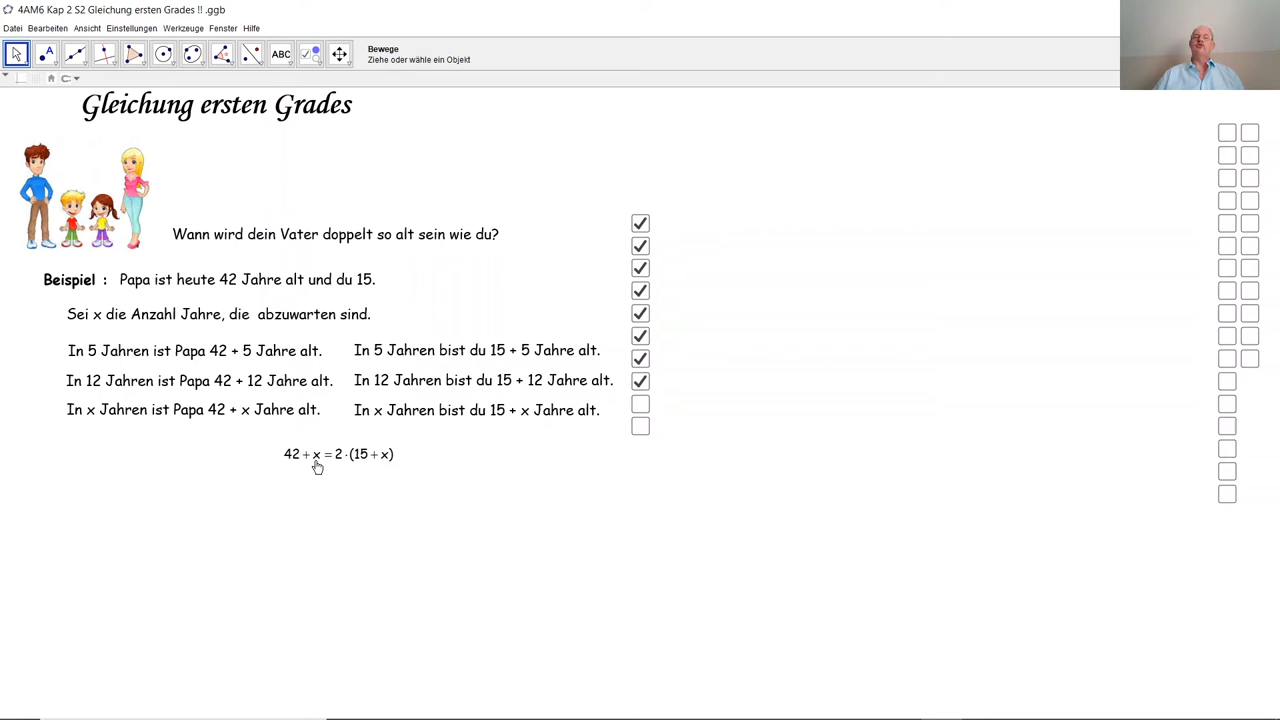 4AM6 Kap 2 S2 Gleichung ersten Grades !! .ggb
Datei Bearbeiten Ansicht Einstellungen Werkzeuge Fenster Hilfe
ABC
Bewege
Ziehe oder wähle ein Objekt
Gleichung ersten Grades
Wann wird dein Vater doppelt so alt sein wie du?
Beispiel : Papa ist heute 42 Jahre alt und du 15.
Sei x die Anzahl Jahre, die abzuwarten sind.
In 5 Jahren ist Papa 42 + 5 Jahre alt. In 5 Jahren bist du 15 + 5 Jahre alt.
In 12 Jahren ist Papa 42 + 12 Jahre alt. In 12 Jahren bist du 15 + 12 Jahre alt.
In x Jahren ist Papa 42 + x Jahre alt. In x Jahren bist du 15 + x Jahre alt.
42 + x = 2 · (15 + x)